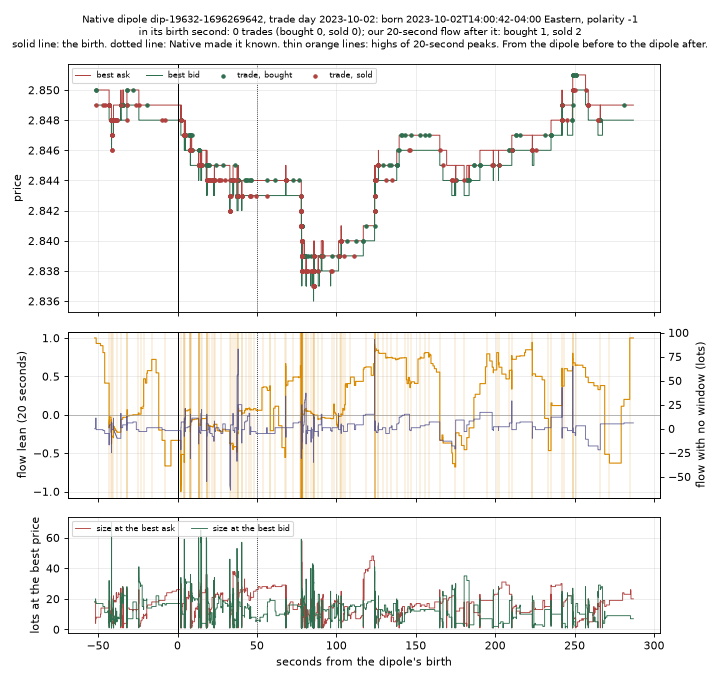 Native dipole dip-19632-1696269642, trade day 2023-10-02: born 2023-10-02T14:00:42-04:00 Eastern, polarity -1
in its birth second: 0 trades (bought 0, sold 0); our 20-second flow after it: bought 1, sold 2
solid line: the birth. dotted line: Native made it known. thin orange lines: highs of 20-second peaks. From the dipole before to the dipole after.
best ask best bid trade, bought trade, sold
2.850
2.848
2.846
2.844
2.842
2.840
2.838
2.836
price
1.0
0.5
0.0
−0.5
−1.0
flow lean (20 seconds)
100
75
50
25
0
−25
−50
flow with no window (lots)
size at the best ask size at the best bid
60
40
20
0
lots at the best price
−50 0 50 100 150 200 250 300
seconds from the dipole's birth